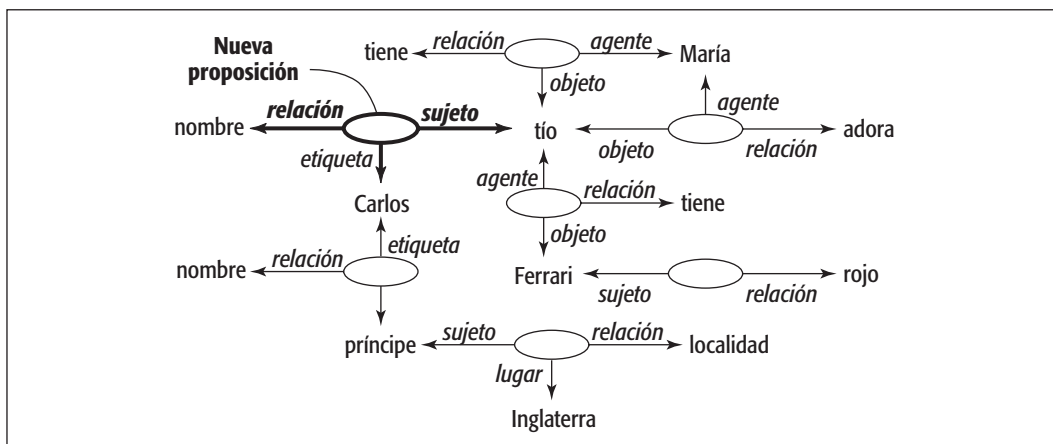 Nueva
proposición
tiene relación agente María
objeto
nombre relación sujeto tío agente adora
etiqueta objeto relación
Carlos agente relación tiene
etiqueta objeto
nombre relación Ferrari rojo
sujeto relación
príncipe sujeto relación localidad
lugar
Inglaterra